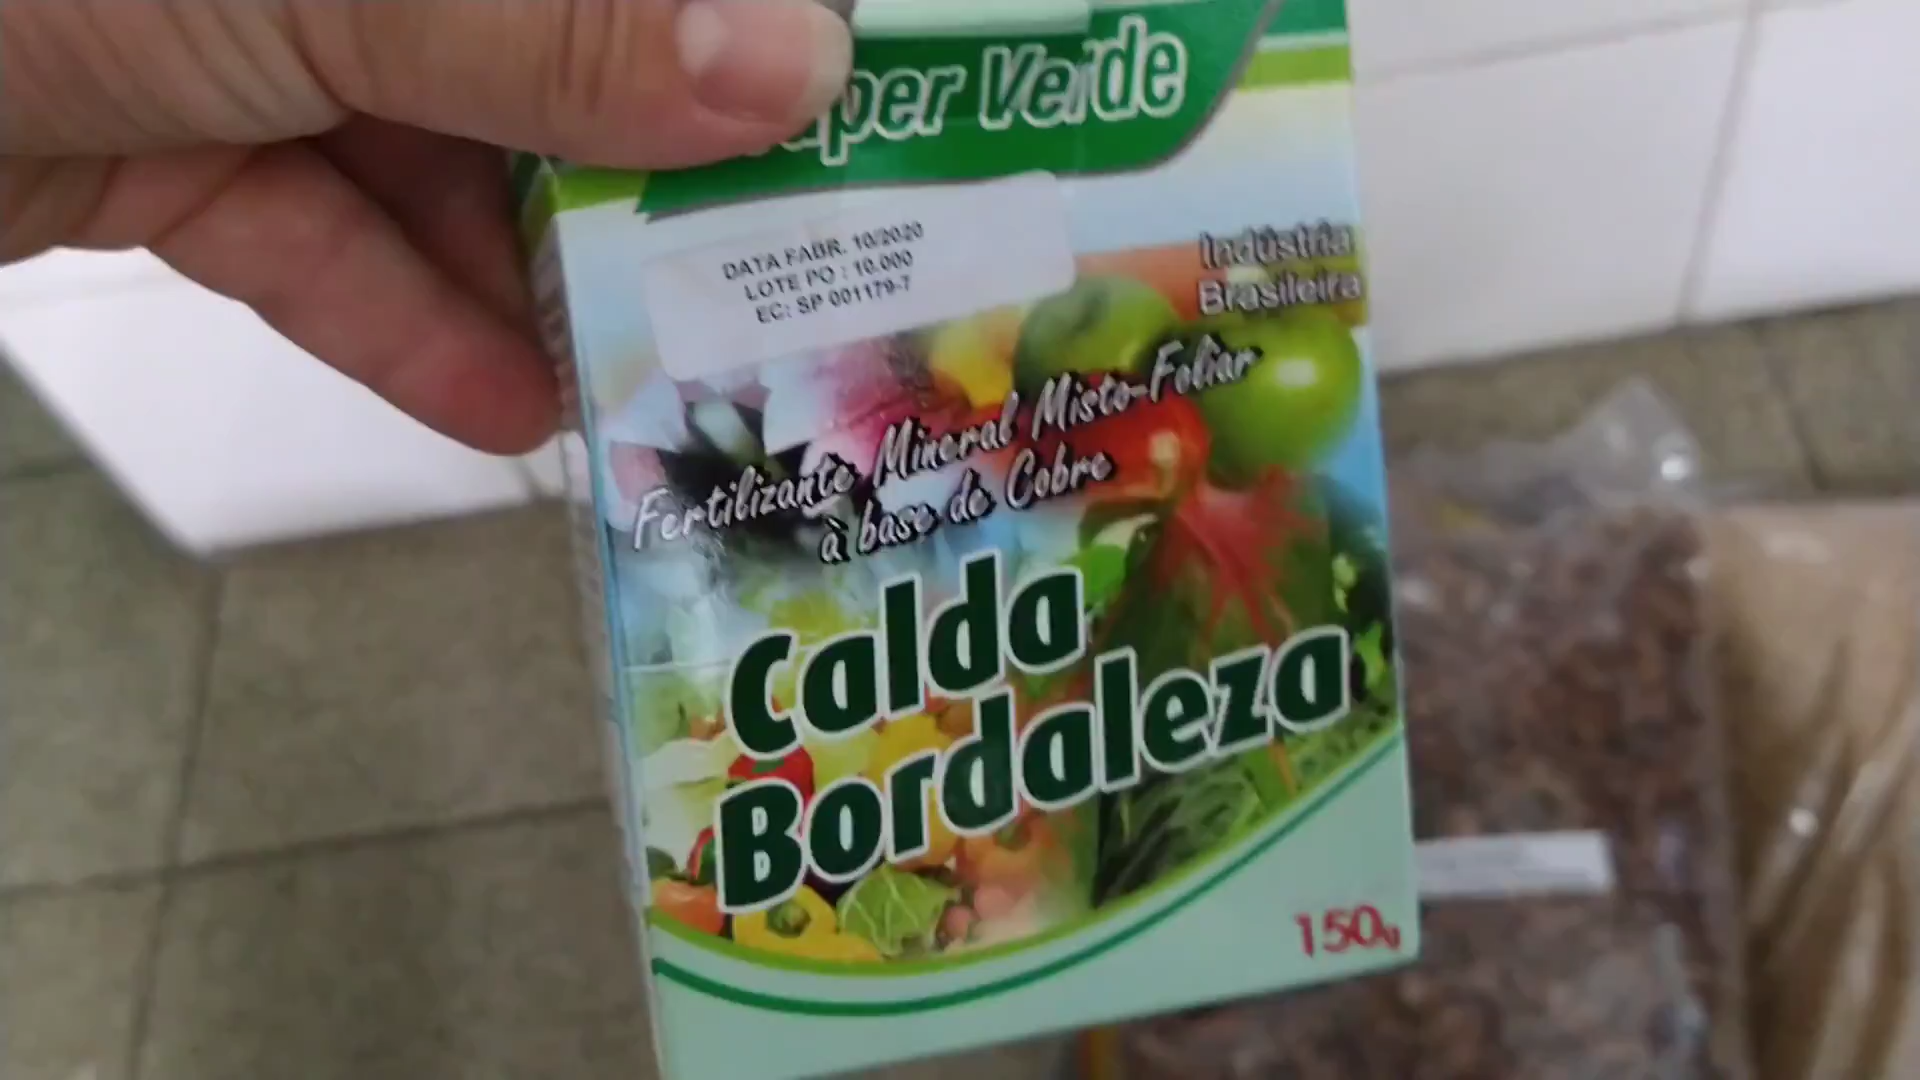 Verde
DATA FABR. 10/2020
LOTE PO : 10.000
EC: SP 001179-7
Indústria
Brasileira
Fertilizante Mineral Misto-Foliar
à base de Cobre
Calda
Bordaleza
150g